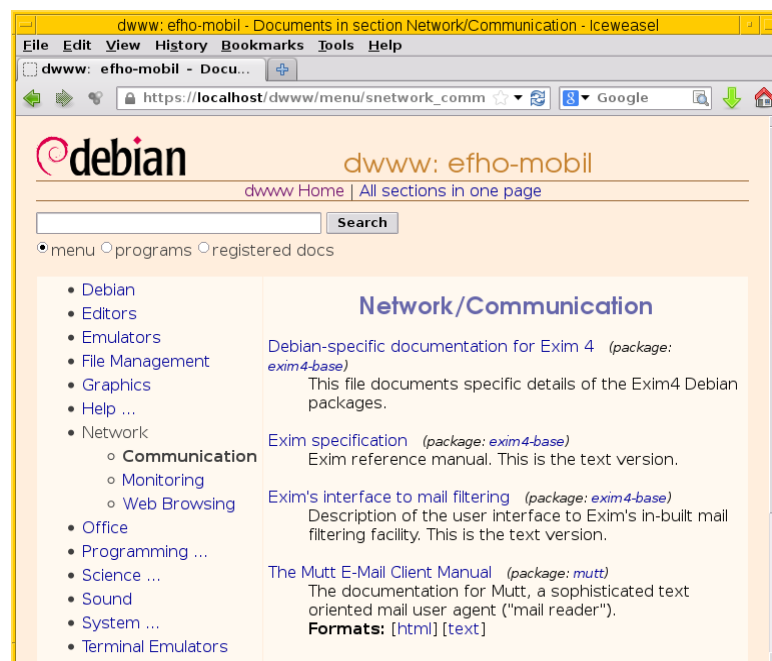 dwww: efho-mobil - Documents in section Network/Communication - Iceweasel
File Edit View History Bookmarks Tools Help
dwww: efho-mobil - Docu...
https://localhost/dwww/menu/snetwork_comm
Google
debian
dwww: efho-mobil
dwww Home | All sections in one page
Search
menu programs registered docs
Debian
Editors
Emulators
File Management
Graphics
Help ...
Network
Communication
Monitoring
Web Browsing
Office
Programming ...
Science ...
Sound
System ...
Terminal Emulators
Network/Communication
Debian-specific documentation for Exim 4 (package:
exim4-base)
This file documents specific details of the Exim4 Debian
packages.
Exim specification (package: exim4-base)
Exim reference manual. This is the text version.
Exim's interface to mail filtering (package: exim4-base)
Description of the user interface to Exim's in-built mail
filtering facility. This is the text version.
The Mutt E-Mail Client Manual (package: mutt)
The documentation for Mutt, a sophisticated text
oriented mail user agent ("mail reader").
Formats: [html] [text]